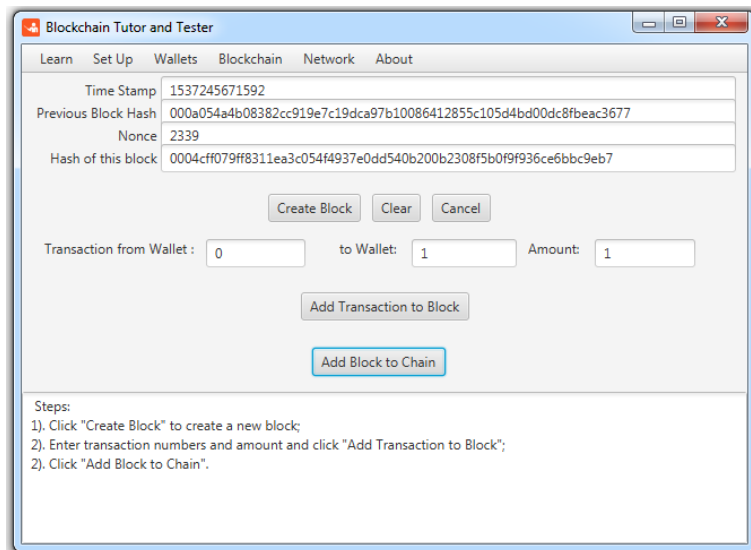 Blockchain Tutor and Tester
Learn Set Up Wallets Blockchain Network About
Time Stamp 1537245671592
Previous Block Hash 000a054a4b08382cc919e7c19dca97b10086412855c105d4bd00dc8fbeac3677
Nonce 2339
Hash of this block 0004cff079ff8311ea3c054f4937e0dd540b200b2308f5b0f9f936ce6bbc9eb7
Create Block Clear Cancel
Transaction from Wallet : 0 to Wallet: 1 Amount: 1
Add Transaction to Block
Add Block to Chain
Steps:
1). Click "Create Block" to create a new block;
2). Enter transaction numbers and amount and click "Add Transaction to Block";
2). Click "Add Block to Chain".